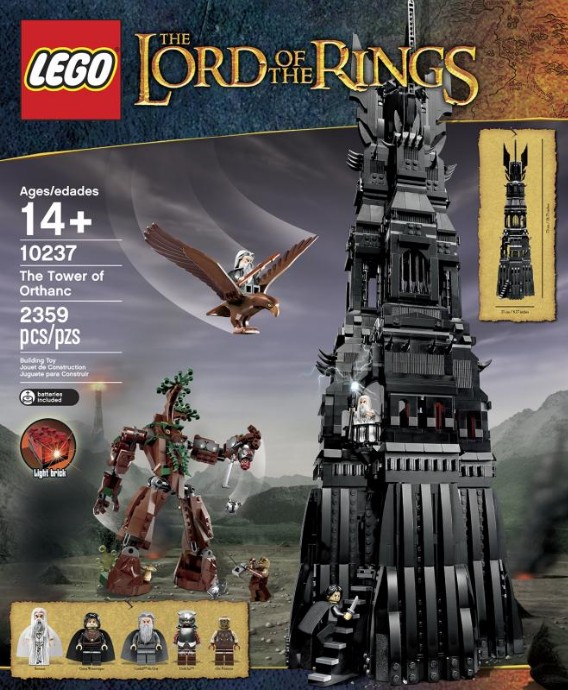 LEGO
THE
LORD OF THE RINGS
Ages/edades
14+
10237
The Tower of
Orthanc
2359
pcs/pzs
Building Toy
Jouet de Construction
Juguete para Construir
batteries
included
Light brick